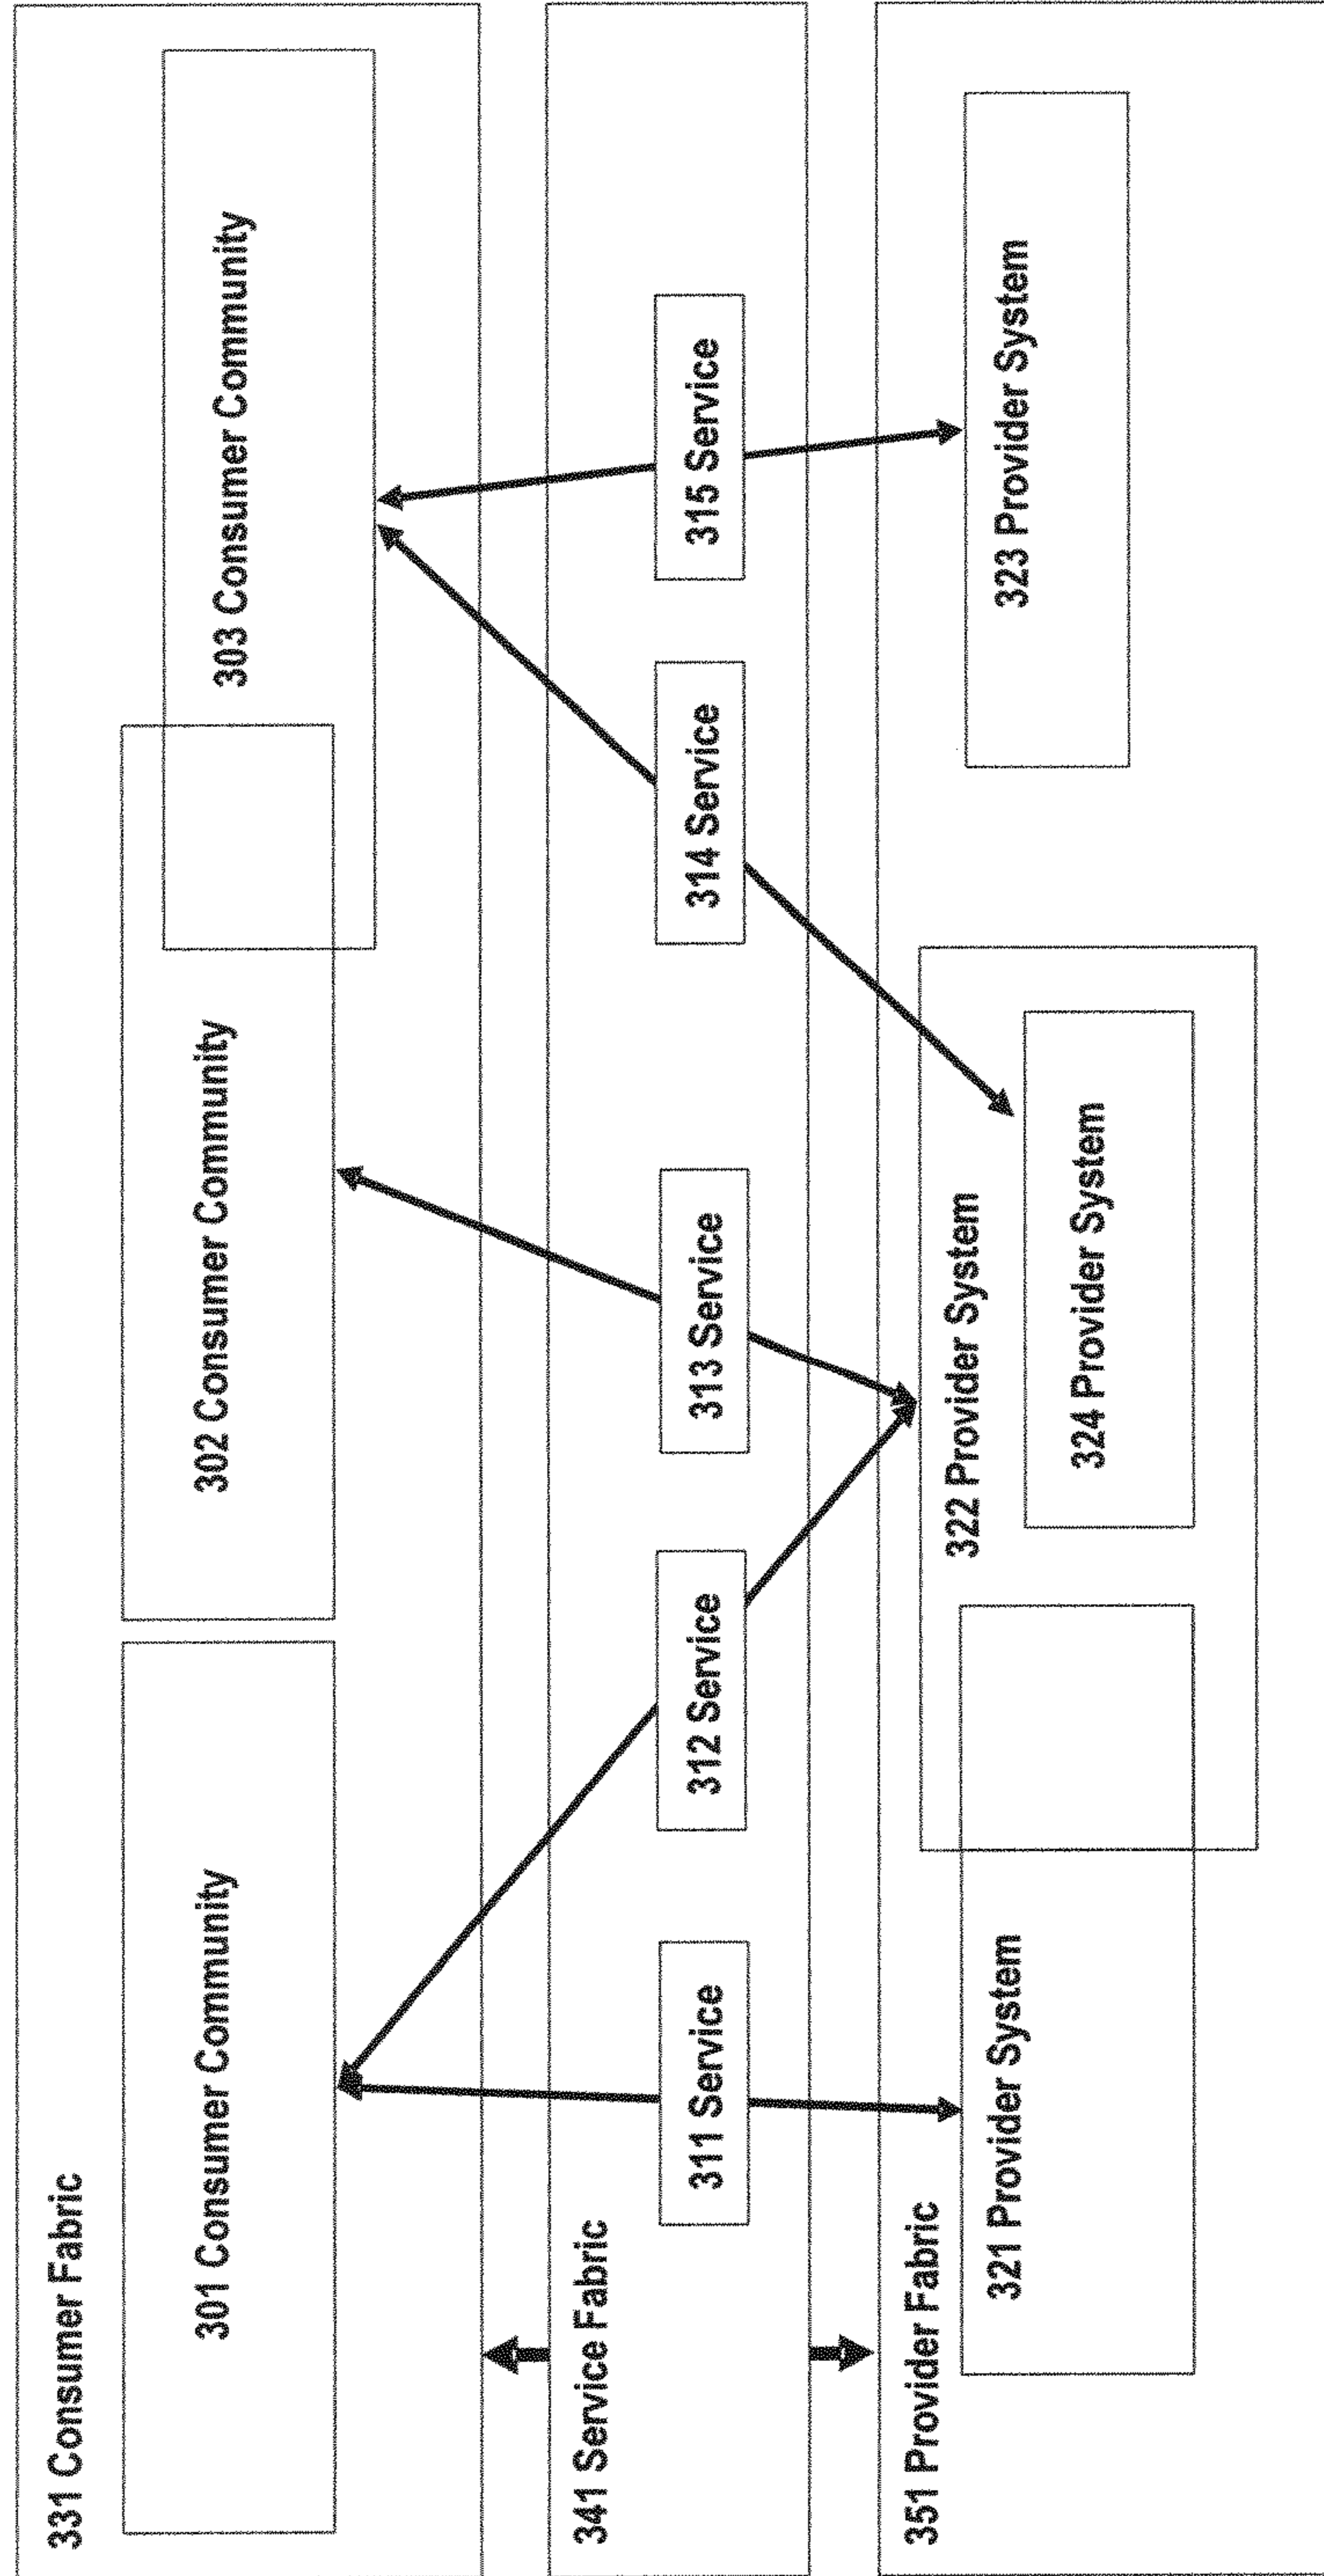 331 Consumer Fabric
301 Consumer Community
302 Consumer Community
303 Consumer Community
341 Service Fabric
311 Service
312 Service
313 Service
314 Service
315 Service
351 Provider Fabric
321 Provider System
322 Provider System
324 Provider System
323 Provider System